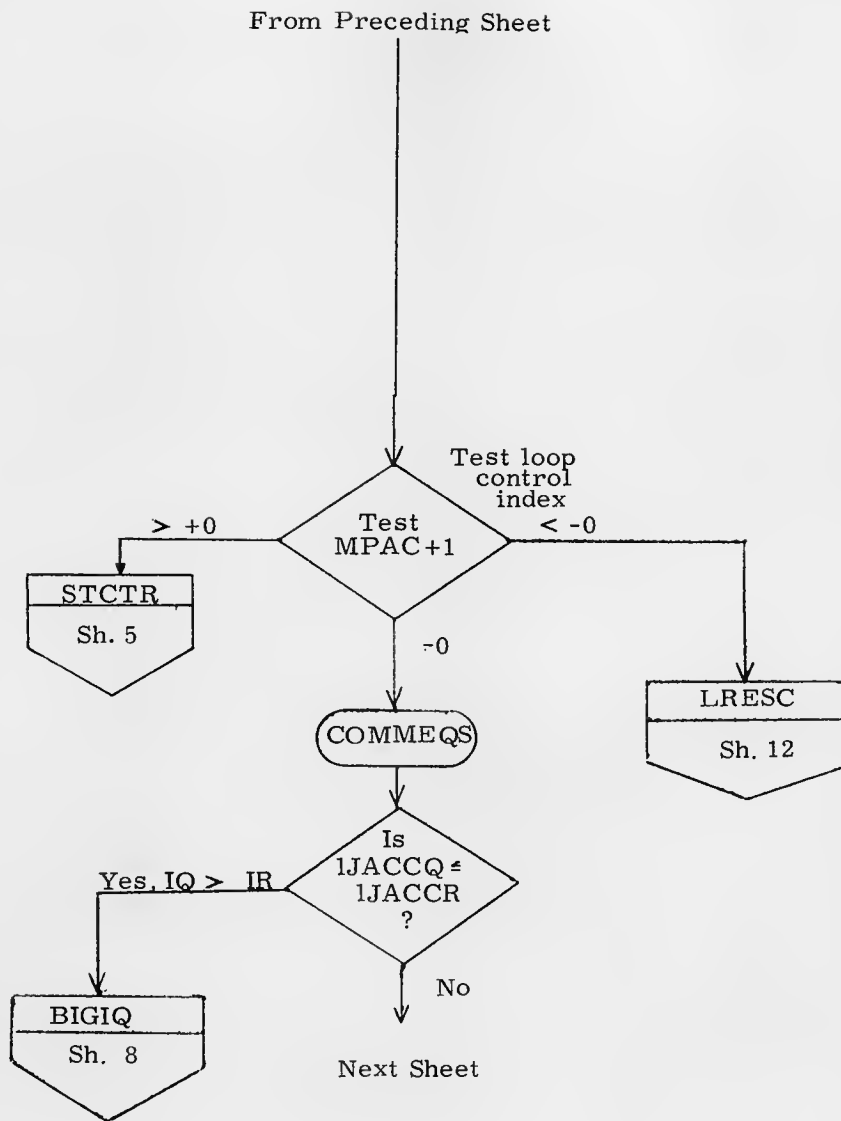 From Preceding Sheet
Test loop
control
index
> +0
Test
MPAC+1
< -0
STCTR
Sh. 5
-0
LRESC
Sh. 12
COMMEQS
Is
1JACCQ ≤
1JACCR
?
Yes, IQ > IR
No
BIGIQ
Sh. 8
Next Sheet